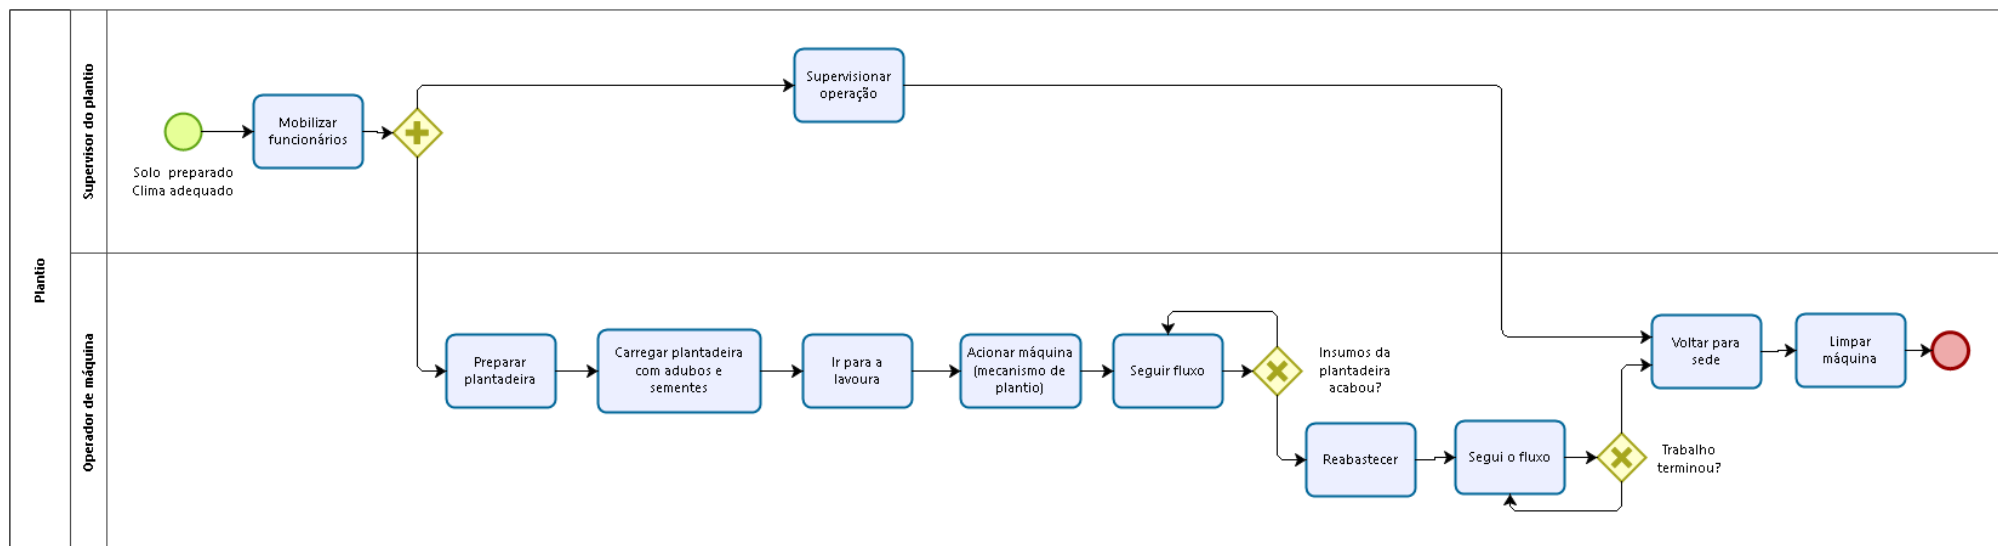 Plantio
Supervisor do plantio
Solo  preparado
Clima adequado
Mobilizar
funcionários
Supervisionar
operação
Operador de máquina
Preparar
plantadeira
Carregar plantadeira
com adubos e
sementes
Ir para a
lavoura
Acionar máquina
(mecanismo de
plantio)
Seguir fluxo
Insumos da
plantadeira
acabou?
Reabastecer
Segui o fluxo
Trabalho
terminou?
Voltar para
sede
Limpar
máquina